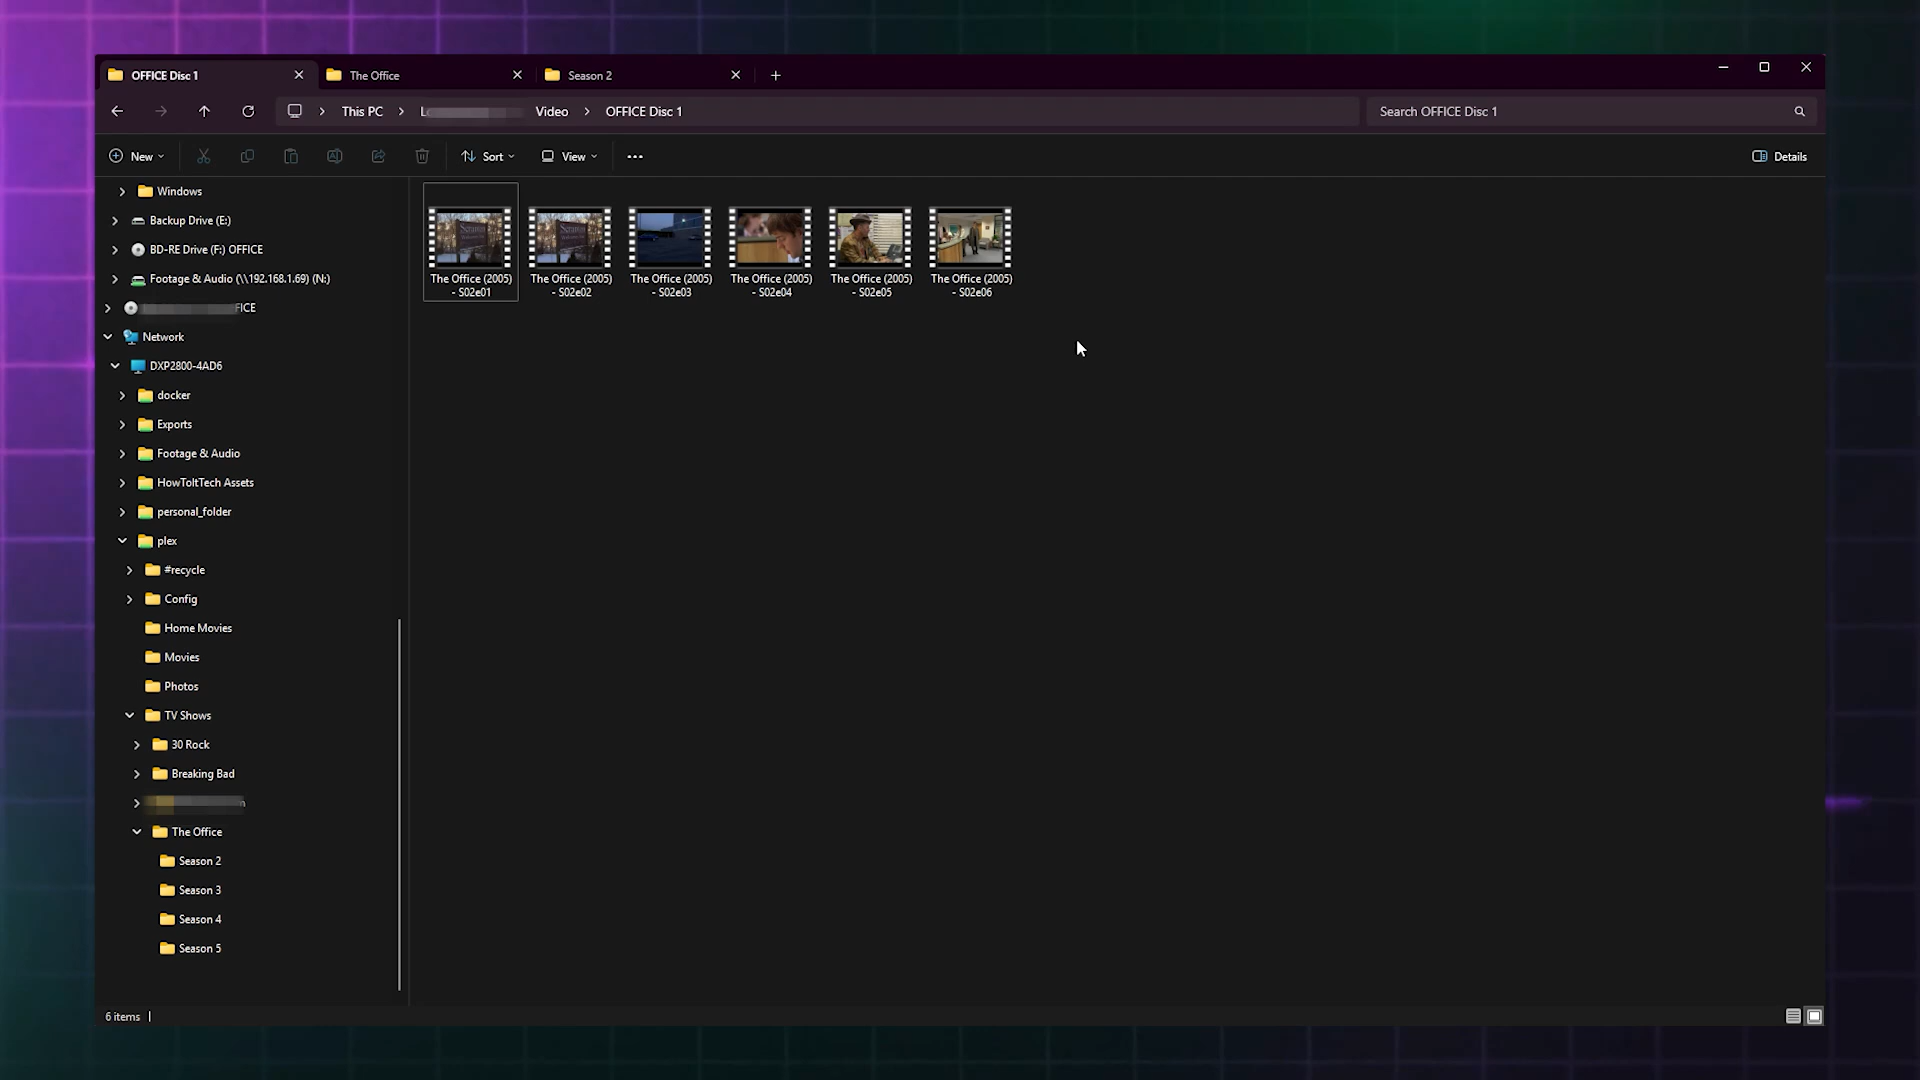 OFFICE Disc 1
The Office
Season 2
This PC
Video
OFFICE Disc 1
Search OFFICE Disc 1
New
Sort
View
Details
Windows
Backup Drive (E:)
BD-RE Drive (F:) OFFICE
Footage & Audio (\\192.168.1.69) (N:)
Network
DXP2800-4AD6
docker
Exports
Footage & Audio
HowToItTech Assets
personal_folder
plex
#recycle
Config
Home Movies
Movies
Photos
TV Shows
30 Rock
Breaking Bad
The Office
Season 2
Season 3
Season 4
Season 5
The Office (2005)
- S02e01
The Office (2005)
- S02e02
The Office (2005)
- S02e03
The Office (2005)
- S02e04
The Office (2005)
- S02e05
The Office (2005)
- S02e06
6 items